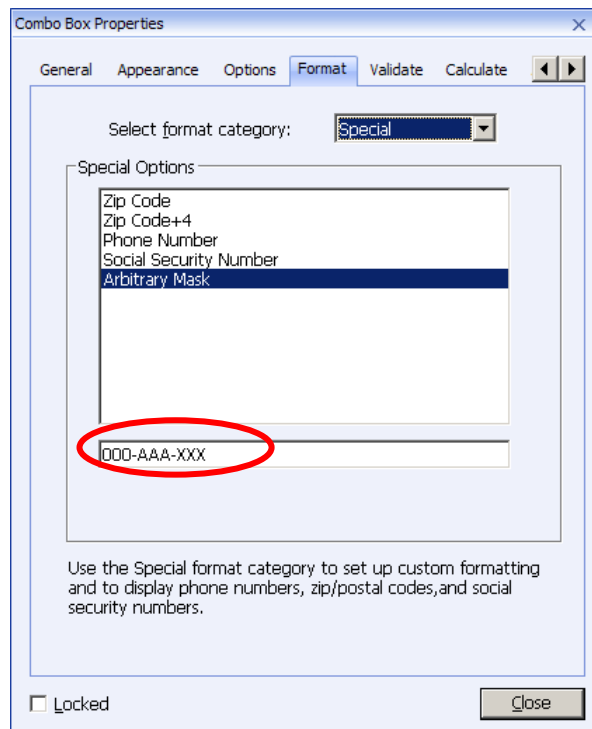 Combo Box Properties
General Appearance Options Format Validate Calculate
Select format category: Special
Special Options
Zip Code
Zip Code+4
Phone Number
Social Security Number
Arbitrary Mask
000-AAA-XXX
Use the Special format category to set up custom formatting
and to display phone numbers, zip/postal codes,and social
security numbers.
Locked Close